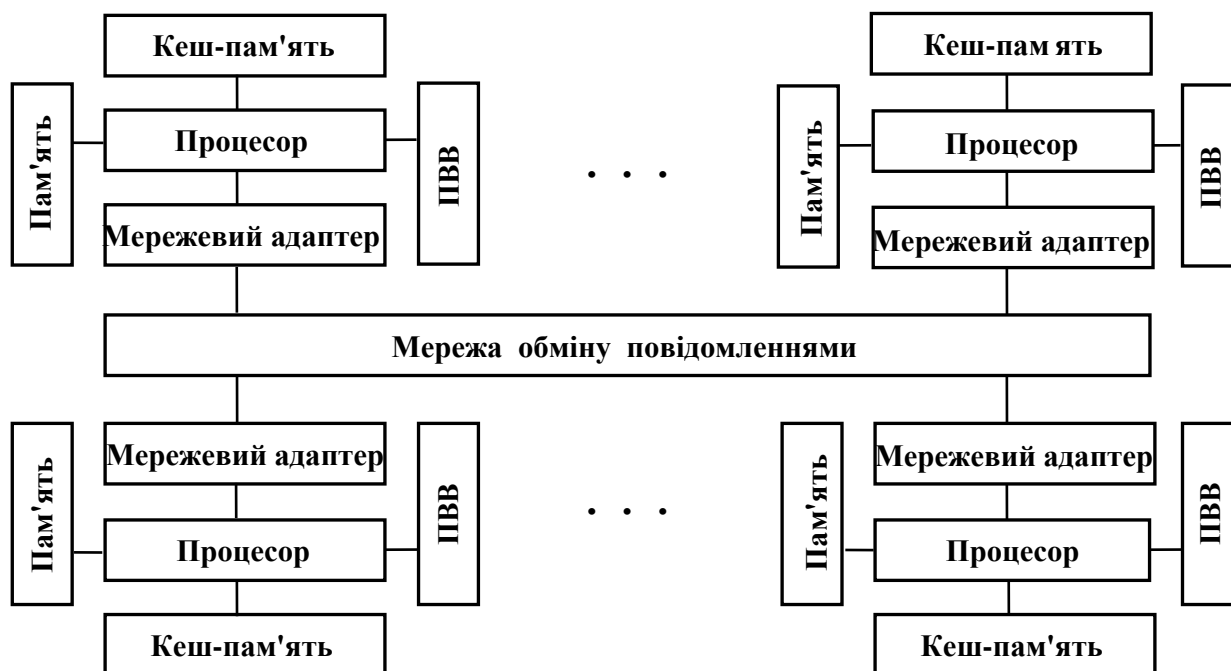 Кеш-пам'ять
Кеш-пам ять
Пам'ять
Процесор
ПВВ
. . .
Пам'ять
Процесор
ПВВ
Мережевий адаптер
Мережевий адаптер
Мережа обміну повідомленнями
Мережевий адаптер
Мережевий адаптер
Пам'ять
Процесор
ПВВ
. . .
Пам'ять
Процесор
ПВВ
Кеш-пам'ять
Кеш-пам'ять